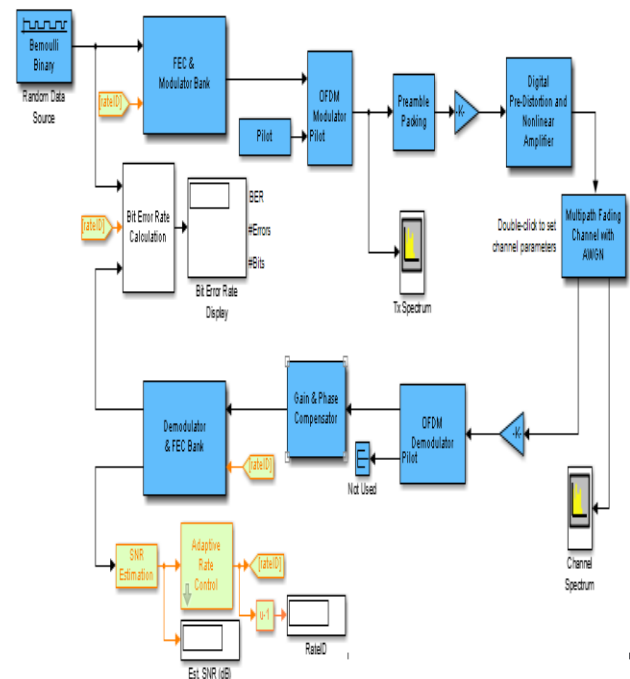 Bernoulli
Binary
Random Data
Source
FEC &
Modulator Bank
[rateID]
Pilot
OFDM
Modulator
Pilot
Preamble
Packing
-K-
Digital
Pre-Distortion and
Nonlinear
Amplifier
Bit Error Rate
Calculation
[rateID]
BER
#Errors
#Bits
Bit Error Rate
Display
Tx Spectrum
Double-click to set
channel parameters
Multipath Fading
Channel with
AWGN
Demodulator
& FEC Bank
[rateID]
Gain & Phase
Compensator
OFDM
Demodulator
Pilot
Not Used
-K-
Channel
Spectrum
SNR
Estimation
Adaptive
Rate
Control
[rateID]
u-1
RateID
Est. SNR (dB)